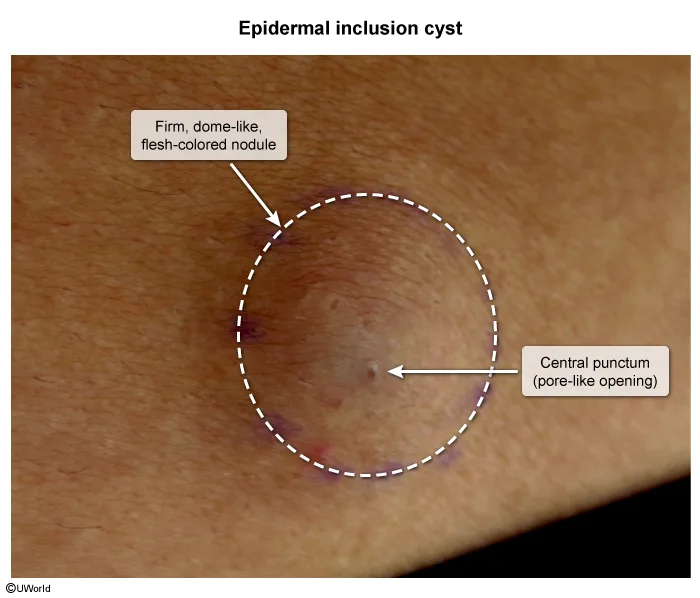 Epidermal inclusion cyst
Firm, dome-like,
flesh-colored nodule
Central punctum
(pore-like opening)
©UWorld